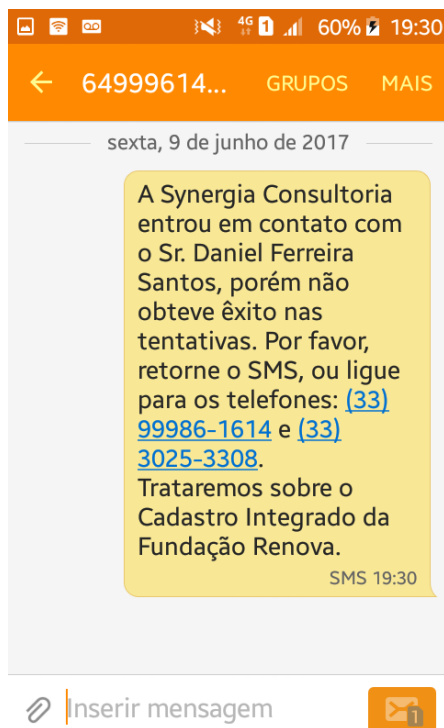 4G 1 60% 19:30
64999614... GRUPOS MAIS
sexta, 9 de junho de 2017
A Synergia Consultoria
entrou em contato com
o Sr. Daniel Ferreira
Santos, porém não
obteve êxito nas
tentativas. Por favor,
retorne o SMS, ou ligue
para os telefones: (33)
99986-1614 e (33)
3025-3308.
Trataremos sobre o
Cadastro Integrado da
Fundação Renova.
SMS 19:30
Inserir mensagem
1